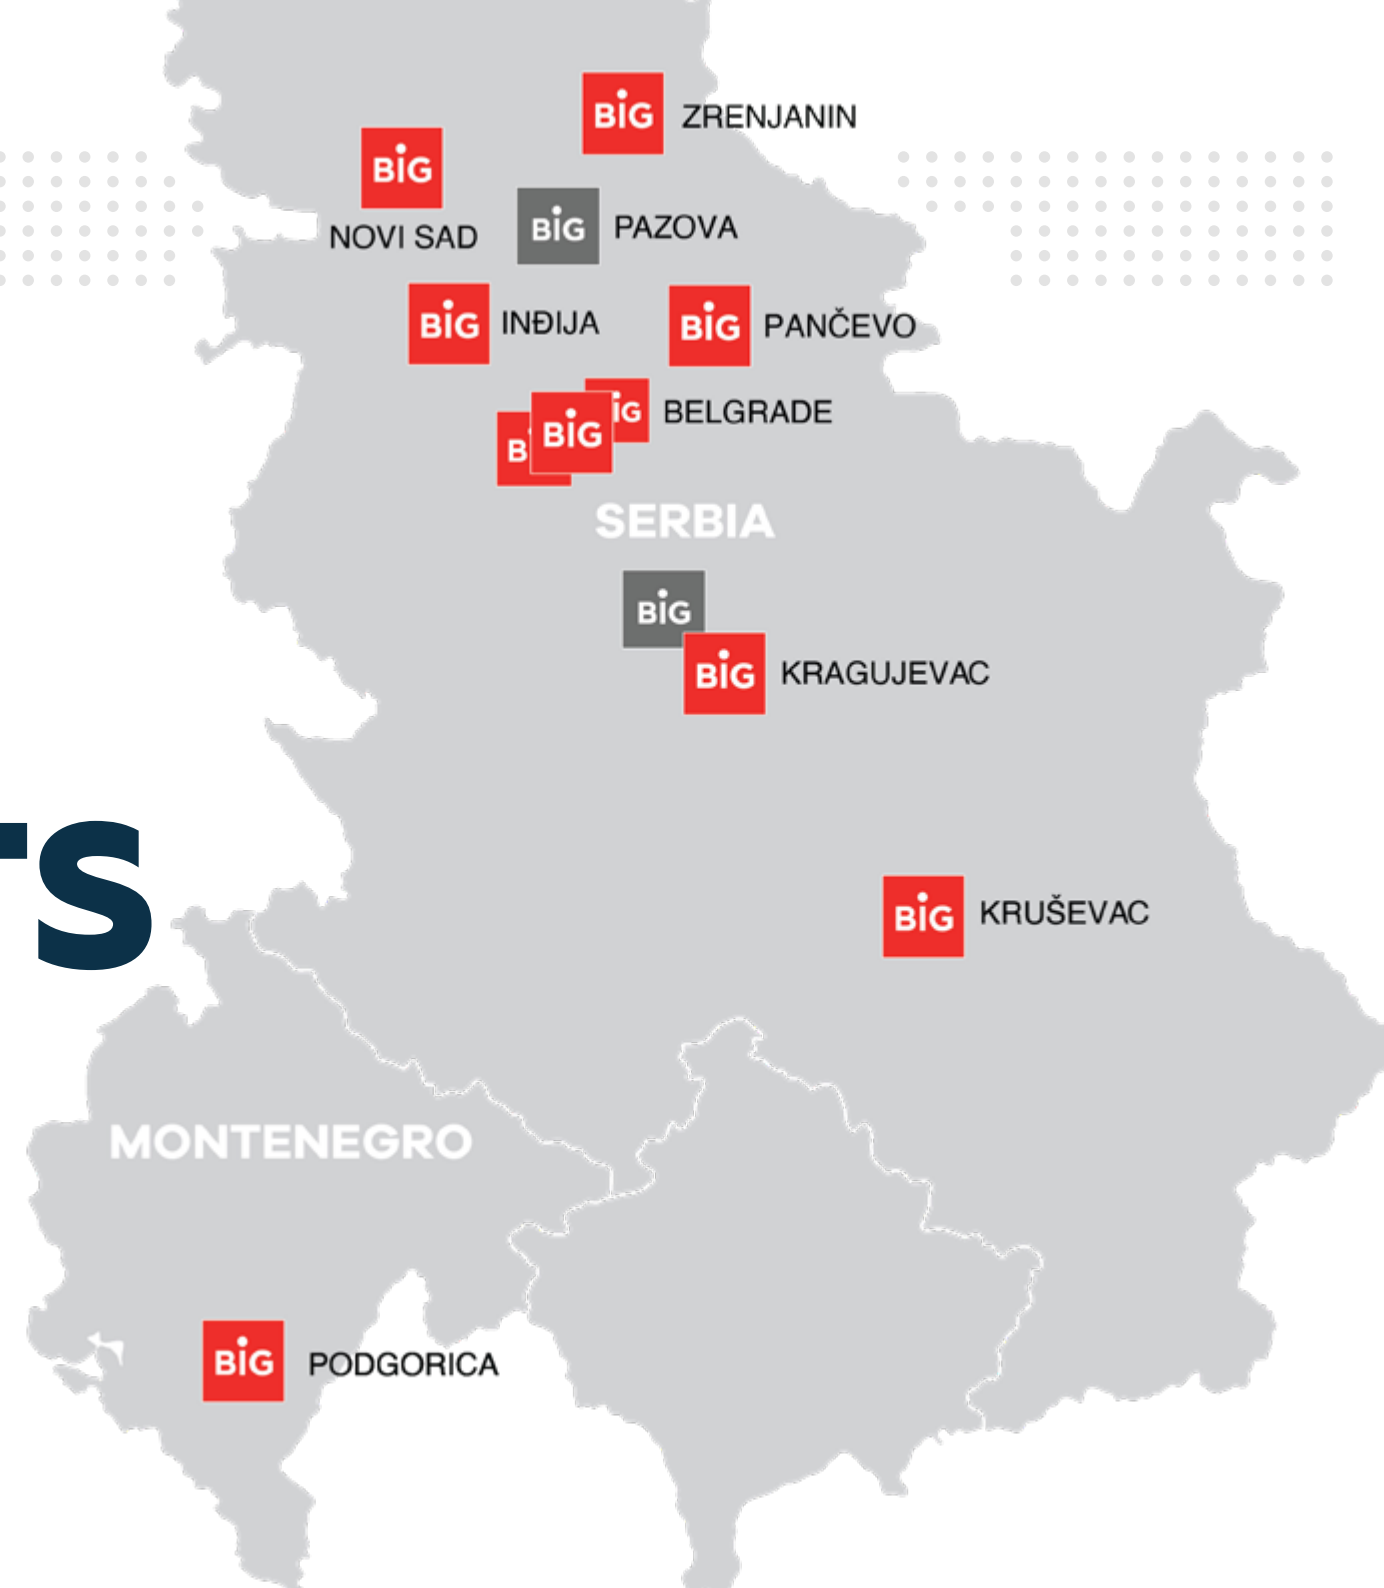 BIG ZRENJANIN
BIG
NOVI SAD
BIG PAZOVA
BIG INĐIJA
BIG PANČEVO
BIG BELGRADE
SERBIA
BIG
BIG KRAGUJEVAC
BIG KRUŠEVAC
MONTENEGRO
BIG PODGORICA